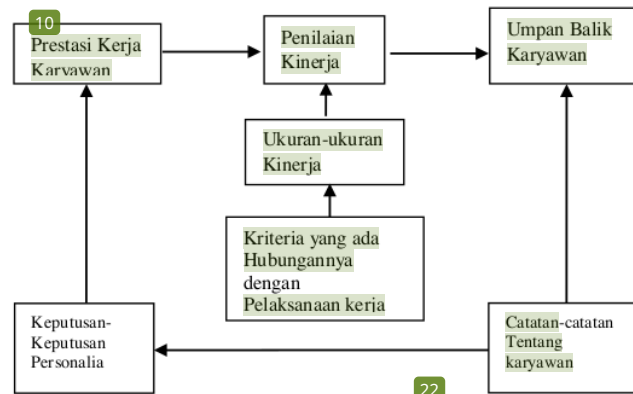 10
Prestasi Kerja
Karyawan
Penilaian
Kinerja
Umpan Balik
Karyawan
Ukuran-ukuran
Kinerja
Kriteria yang ada
Hubungannya
dengan
Pelaksanaan kerja
Keputusan-
Keputusan
Personalia
Catatan-catatan
Tentang
karyawan
22